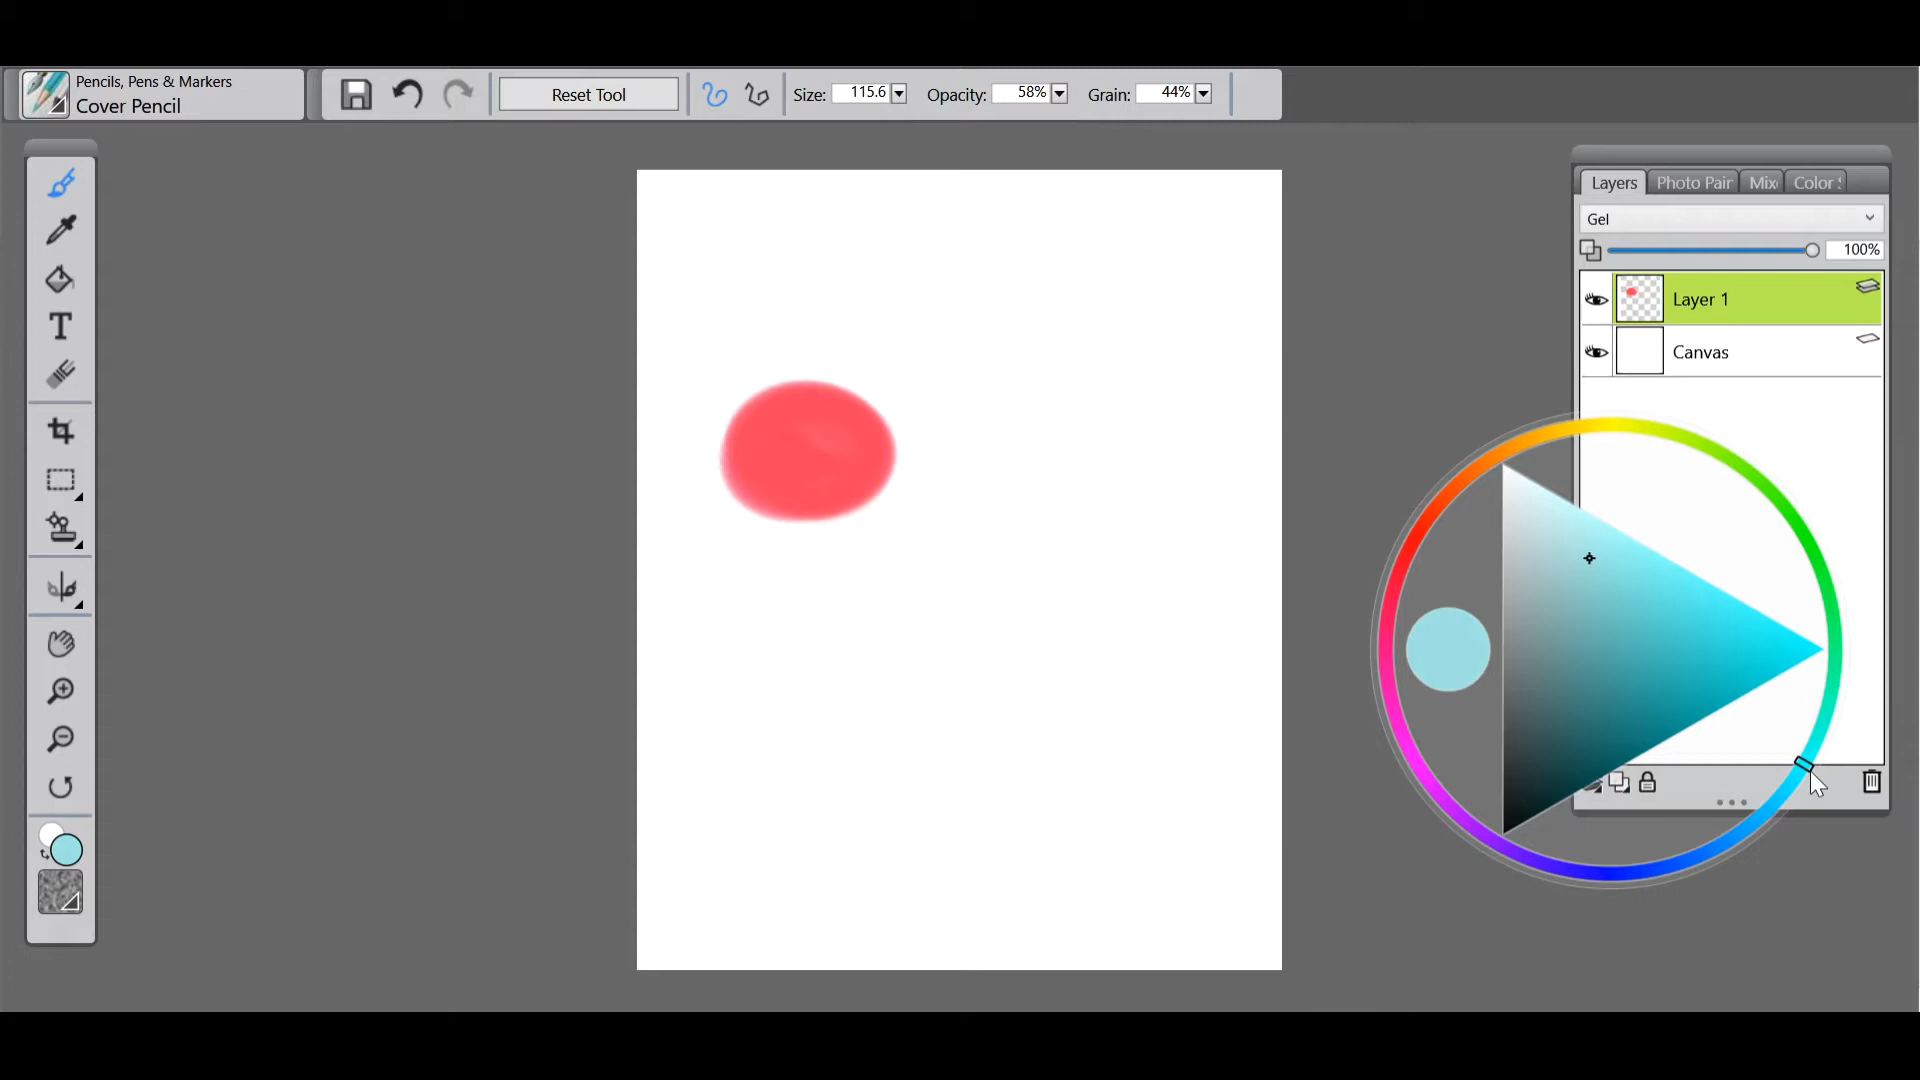 Pencils, Pens & Markers
Cover Pencil
Reset Tool
Size: 115.6
Opacity: 58%
Grain: 44%
Layers
Photo Pair
Mix
Color
Gel
100%
Layer 1
Canvas
T